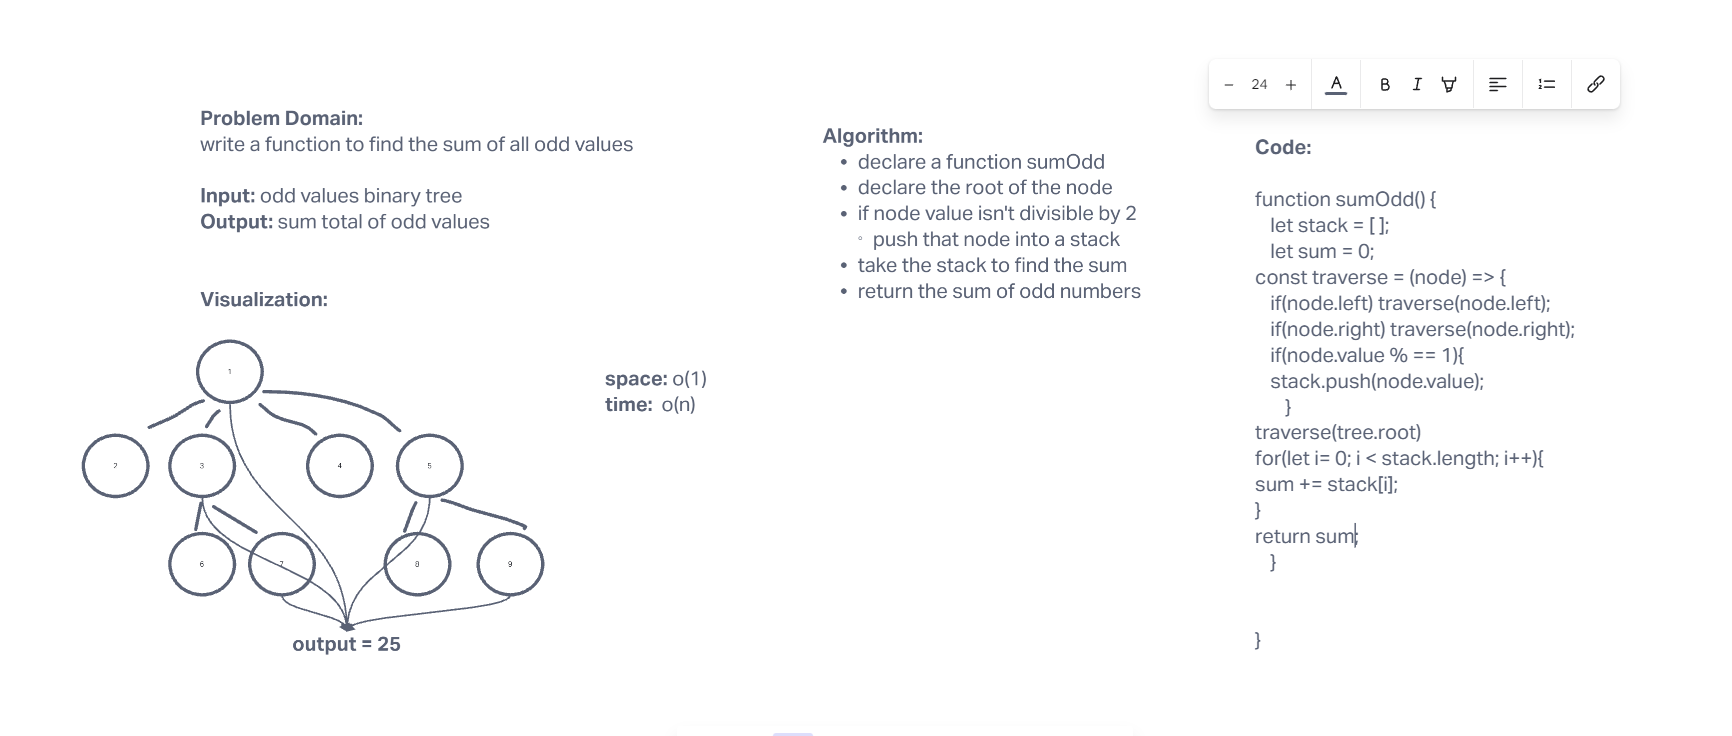 24 A B I
Problem Domain:
write a function to find the sum of all odd values
Input: odd values binary tree
Output: sum total of odd values
Visualization:
1
2 3 4 5
6 7 8 9
output = 25
space: o(1)
time: o(n)
Algorithm:
• declare a function sumOdd
• declare the root of the node
• if node value isn't divisible by 2
◦ push that node into a stack
• take the stack to find the sum
• return the sum of odd numbers
Code:
function sumOdd() {
let stack = [ ];
let sum = 0;
const traverse = (node) => {
if(node.left) traverse(node.left);
if(node.right) traverse(node.right);
if(node.value % == 1){
stack.push(node.value);
}
traverse(tree.root)
for(let i= 0; i < stack.length; i++){
sum += stack[i];
}
return sum;
}
}